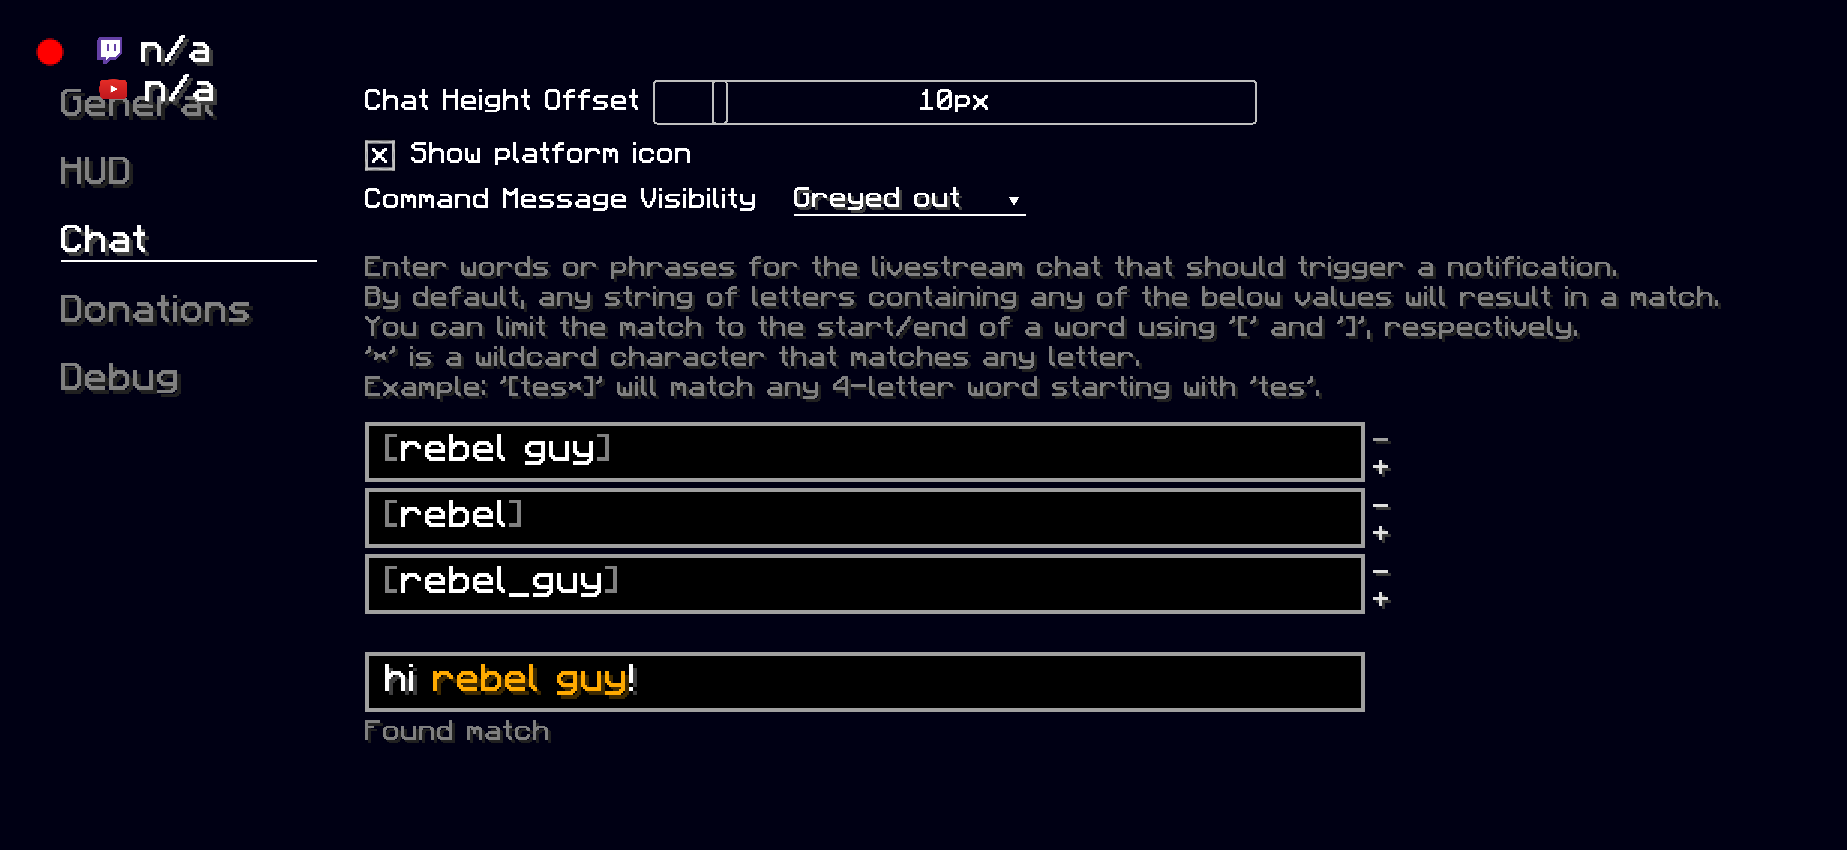 n/a
n/a
General
HUD
Chat
Donations
Debug
Chat Height Offset 10px
Show platform icon
Command Message Visibility Greyed out
Enter words or phrases for the livestream chat that should trigger a notification.
By default, any string of letters containing any of the below values will result in a match.
You can limit the match to the start/end of a word using '[' and ']', respectively.
'*' is a wildcard character that matches any letter.
Example: '[tes*]' will match any 4-letter word starting with 'tes'.
[rebel guy]
-
+
[rebel]
-
+
[rebel_guy]
-
+
hi rebel guy!
Found match